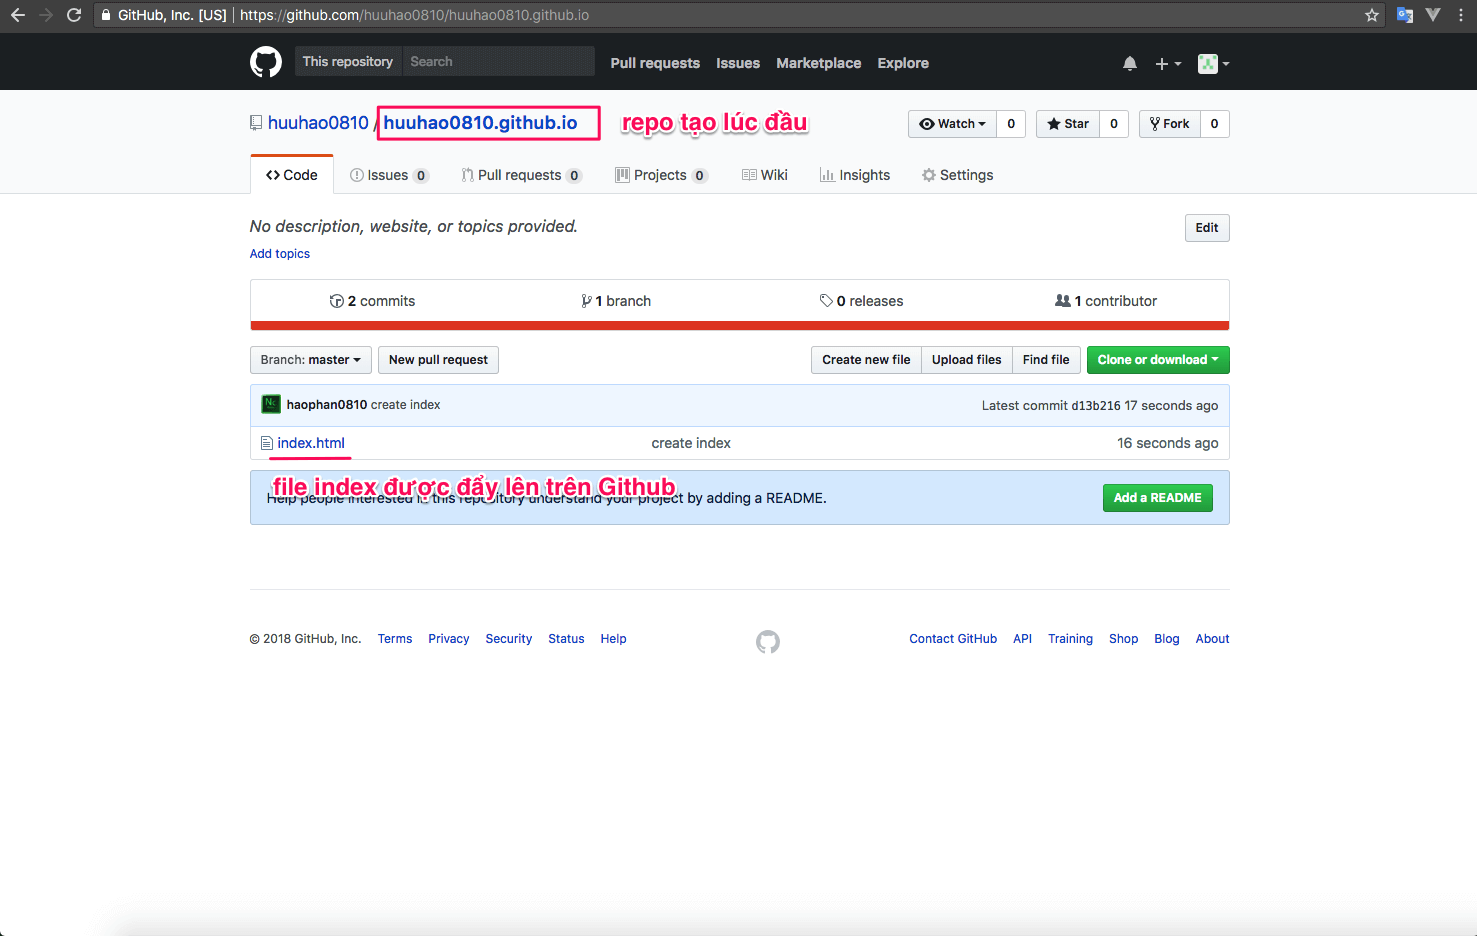 GitHub, Inc. [US] https://github.com/huuhao0810/huuhao0810.github.io
This repository Search Pull requests Issues Marketplace Explore
huuhao0810 / huuhao0810.github.io repo tạo lúc đầu Watch 0 Star 0 Fork 0
Code Issues 0 Pull requests 0 Projects 0 Wiki Insights Settings
No description, website, or topics provided. Edit
Add topics
2 commits 1 branch 0 releases 1 contributor
Branch: master New pull request Create new file Upload files Find file Clone or download
Nc haophan0810 create index Latest commit d13b216 17 seconds ago
index.html create index 16 seconds ago
file index được đẩy lên trên Github
Help people interested in this repository understand your project by adding a README. Add a README
© 2018 GitHub, Inc. Terms Privacy Security Status Help Contact GitHub API Training Shop Blog About